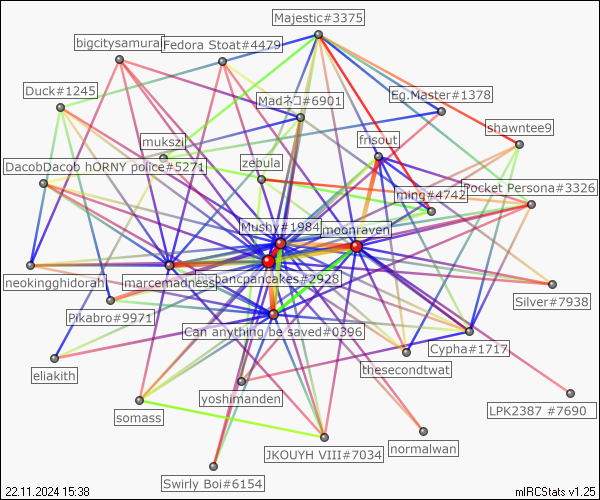 Majestic#3375
bigcitysamurai
Fedora Stoat#4479
Duck#1245
Madネコ#6901
Eg.Master#1378
shawntee9
mukszi
frisout
DacobDacob hORNY police#5271
zebula
ming#4742
Pocket Persona#3326
Mushy#1984
moonraven
neokingghidorah
marcemadness
pancpancakes#2928
Silver#7938
Pikabro#9971
Can anything be saved#0396
Cypha#1717
eliakith
thesecondtwat
yoshimanden
somass
LPK2387 #7690
JKOUYH VIII#7034
normalwan
Swirly Boi#6154
22.11.2024 15:38
mIRCStats v1.25